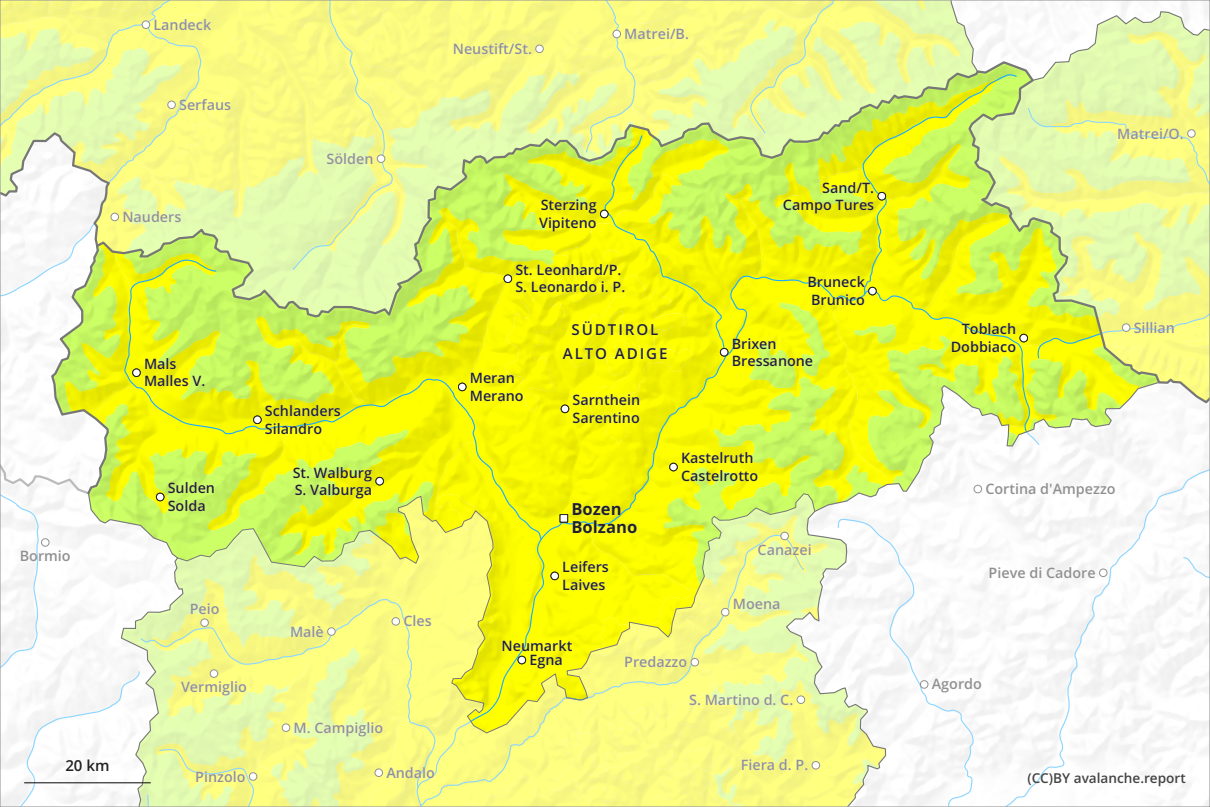 Landeck
Matrei/B.
Neustift/St.
Serfaus
Matrei/O.
Sölden
Sand/T.
Campo Tures
Nauders
Sterzing
Vipiteno
St. Leonhard/P.
S. Leonardo i. P.
Bruneck
Brunico
SÜDTIROL
ALTO ADIGE
Toblach
Dobbiaco
Sillian
Brixen
Bressanone
Mals
Malles V.
Meran
Merano
Sarnthein
Sarentino
Schlanders
Silandro
Kastelruth
Castelrotto
St. Walburg
S. Valburga
Sulden
Solda
Cortina d'Ampezzo
Bozen
Bolzano
Bormio
Canazei
Leifers
Laives
Pieve di Cadore
Peio
Moena
Malè
Cles
Neumarkt
Egna
Predazzo
Vermiglio
Agordo
S. Martino d. C.
M. Campiglio
Fiera d. P.
20 km
Pinzolo
Andalo
(CC)BY avalanche.report